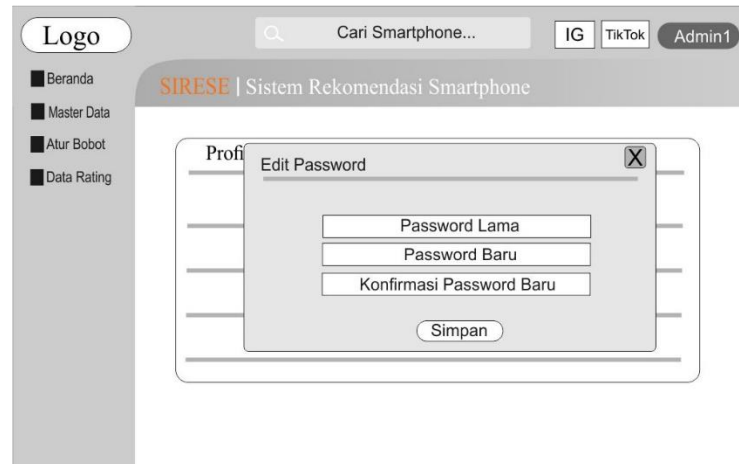 Logo
Cari Smartphone...
IG
TikTok
Admin1
Beranda
Master Data
Atur Bobot
Data Rating
SIRESE | Sistem Rekomendasi Smartphone
Profi
Edit Password
X
Password Lama
Password Baru
Konfirmasi Password Baru
Simpan